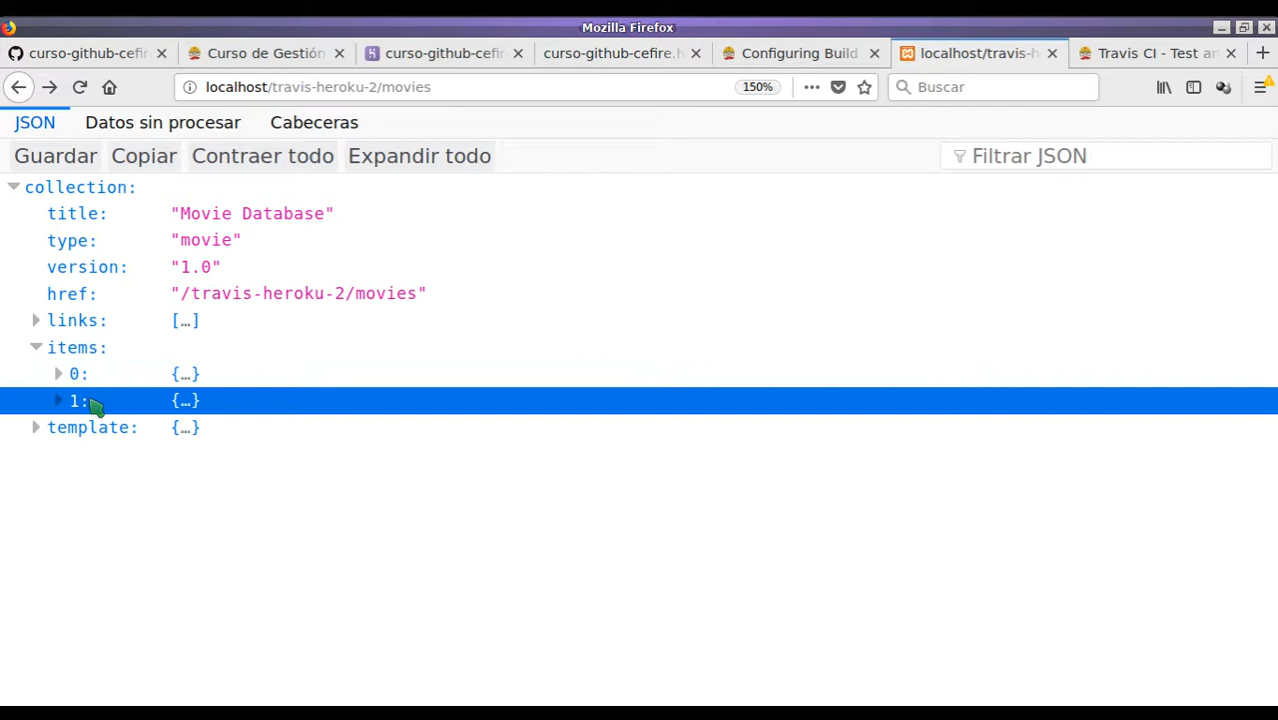 Mozilla Firefox
curso-github-cefir Curso de Gestión curso-github-cefir curso-github-cefire.h Configuring Build localhost/travis-h Travis CI - Test an
localhost/travis-heroku-2/movies 150% Buscar
JSON Datos sin procesar Cabeceras
Guardar Copiar Contraer todo Expandir todo Filtrar JSON
collection:
title: "Movie Database"
type: "movie"
version: "1.0"
href: "/travis-heroku-2/movies"
links: […]
items:
0: {…}
1: {…}
template: {…}